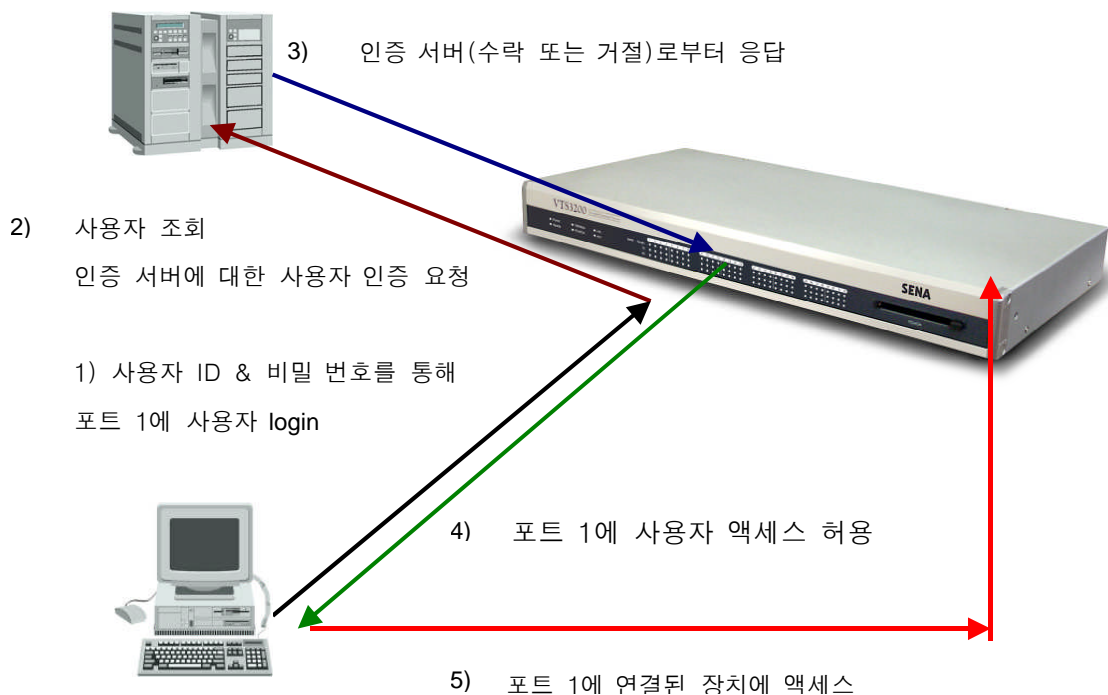 3) 인증 서버(수락 또는 거절)로부터 응답
VTS3200
SENA
2) 사용자 조회
인증 서버에 대한 사용자 인증 요청
1) 사용자 ID & 비밀 번호를 통해
포트 1에 사용자 login
4) 포트 1에 사용자 액세스 허용
5) 포트 1에 연결된 장치에 액세스